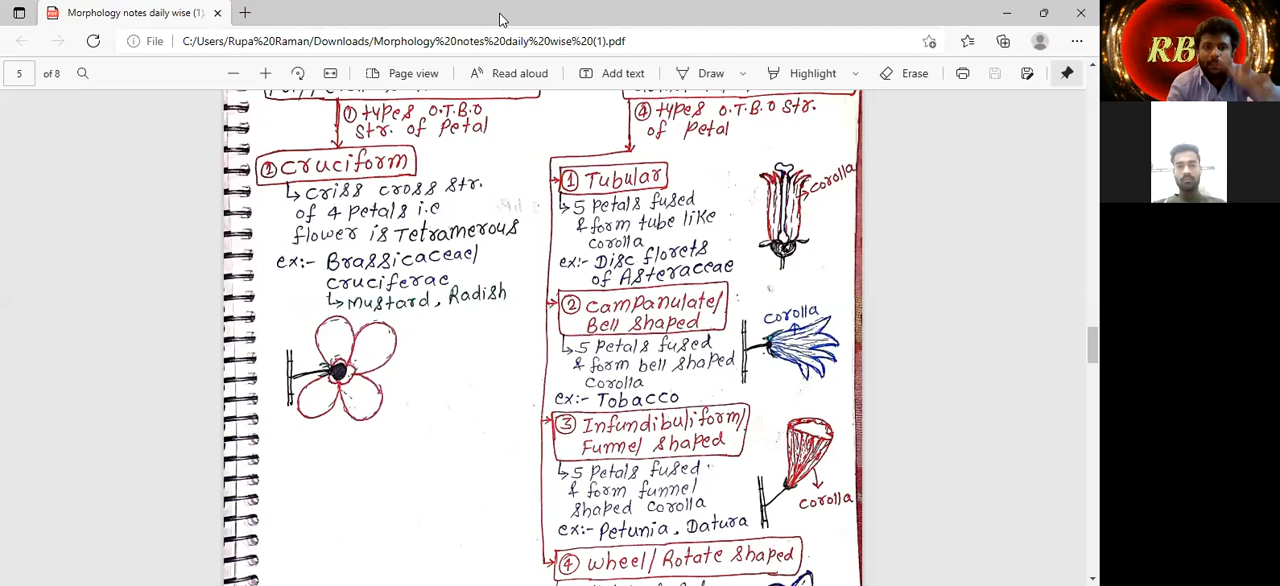 Morphology notes daily wise (1).
File
C:/Users/Rupa%20Raman/Downloads/Morphology%20notes%20daily%20wise%20(1).pdf
5 of 8
Page view
Read aloud
Add text
Draw
Highlight
Erase
RB
① types O.T.B.O
Str. of Petal
① Cruciform
criss cross str.
of 4 petals i.e
flower is Tetramerous
ex:- Brassicaceae/
cruciferae
Mustard, Radish
④ types O.T.B.O Str.
of Petal
① Tubular
5 petals fused
& form tube like
corolla
ex:- Disc florets
of Asteraceae
corolla
② Campanulate/
Bell Shaped
5 Petals fused
& form bell shaped
Corolla
ex:- Tobacco
corolla
③ Infundibuliform/
Funnel shaped
5 Petals fused
& form funnel
shaped Corolla
ex:- Petunia, Datura
corolla
④ Wheel/Rotate Shaped